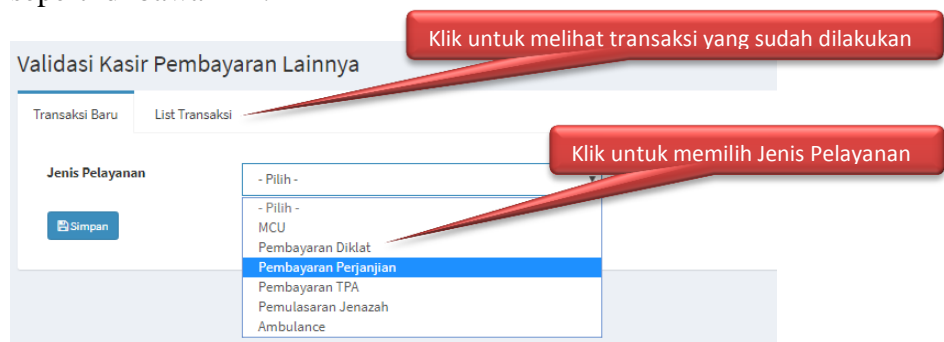 Klik untuk melihat transaksi yang sudah dilakukan
Validasi Kasir Pembayaran Lainnya
Transaksi Baru
List Transaksi
Klik untuk memilih Jenis Pelayanan
Jenis Pelayanan
- Pilih -
- Pilih -
Simpan
MCU
Pembayaran Diklat
Pembayaran Perjanjian
Pembayaran TPA
Pemulasaran Jenazah
Ambulance